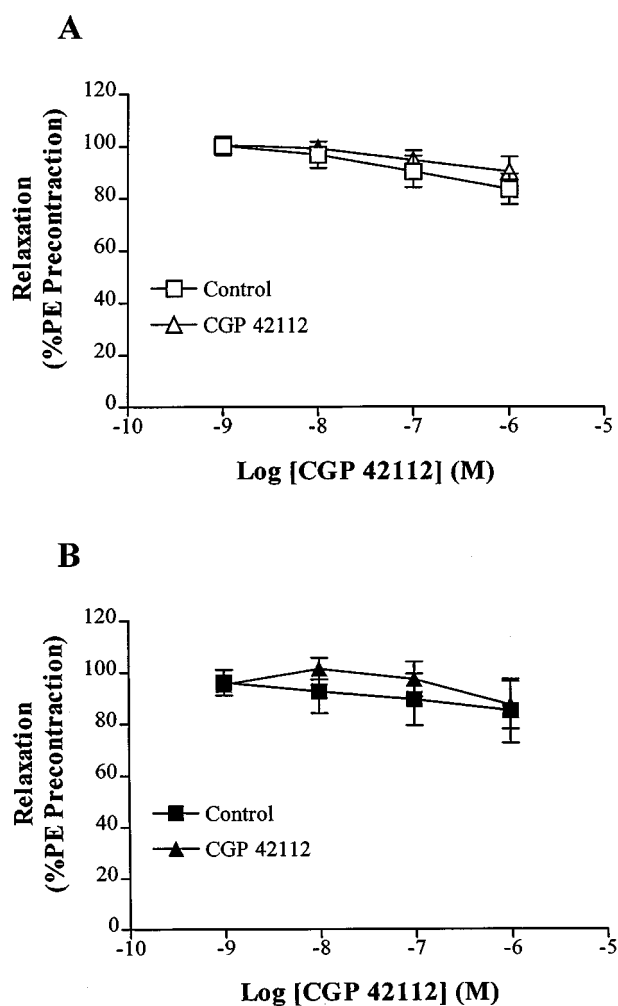 A
Relaxation
(%PE Precontraction)
120
100
80
60
40
20
0
Control
CGP 42112
-10
-9
-8
-7
-6
-5
Log [CGP 42112] (M)
B
Relaxation
(%PE Precontraction)
120
100
80
60
40
20
0
Control
CGP 42112
-10
-9
-8
-7
-6
-5
Log [CGP 42112] (M)